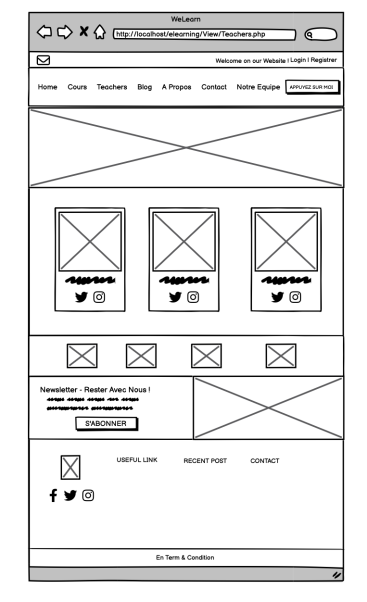 WeLearn
http://localhost/elearning/View/Teachers.php
Welcome on our Website | Login | Registrer
Home Cours Teachers Blog A Propos Contact Notre Equipe APPUYEZ SUR MOI
Newsletter - Rester Avec Nous !
S'ABONNER
USEFUL LINK RECENT POST CONTACT
En Term & Condition